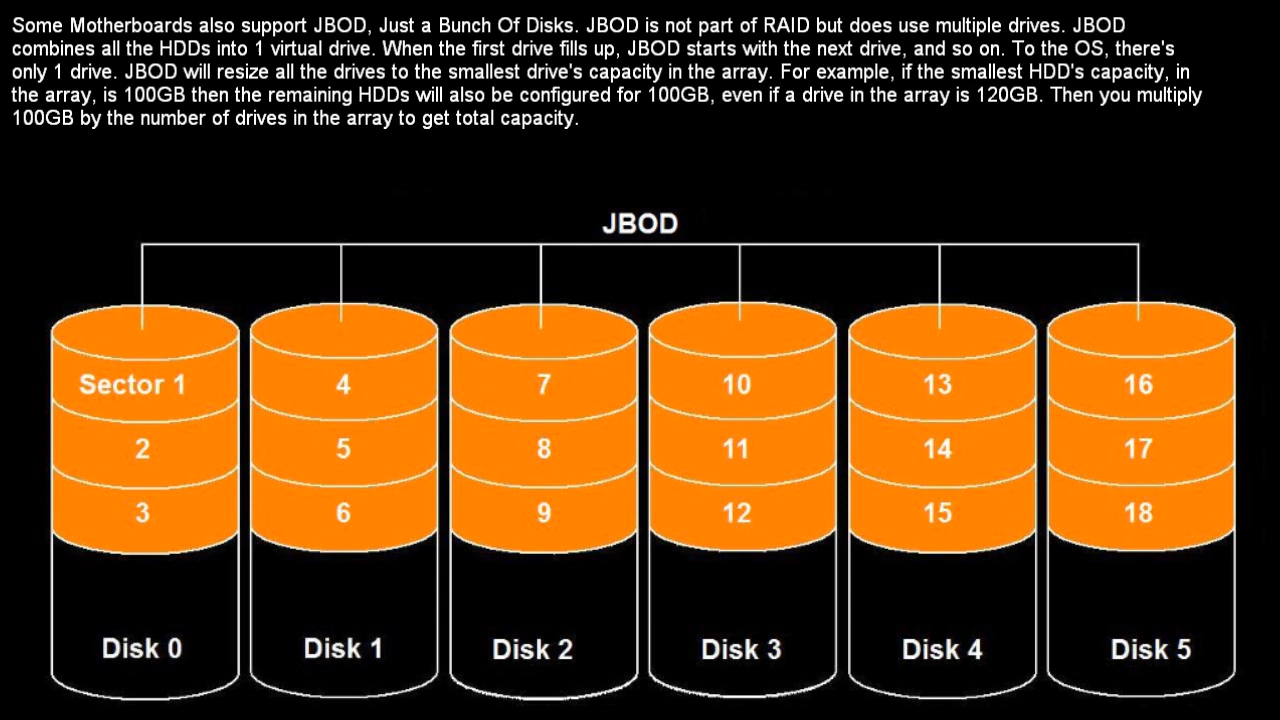 Some Motherboards also support JBOD, Just a Bunch Of Disks. JBOD is not part of RAID but does use multiple drives. JBOD
combines all the HDDs into 1 virtual drive. When the first drive fills up, JBOD starts with the next drive, and so on. To the OS, there's
only 1 drive. JBOD will resize all the drives to the smallest drive's capacity in the array. For example, if the smallest HDD's capacity, in
the array, is 100GB then the remaining HDDs will also be configured for 100GB, even if a drive in the array is 120GB. Then you multiply
100GB by the number of drives in the array to get total capacity.
JBOD
Sector 1 4 7 10 13 16
2 5 8 11 14 17
3 6 9 12 15 18
Disk 0 Disk 1 Disk 2 Disk 3 Disk 4 Disk 5